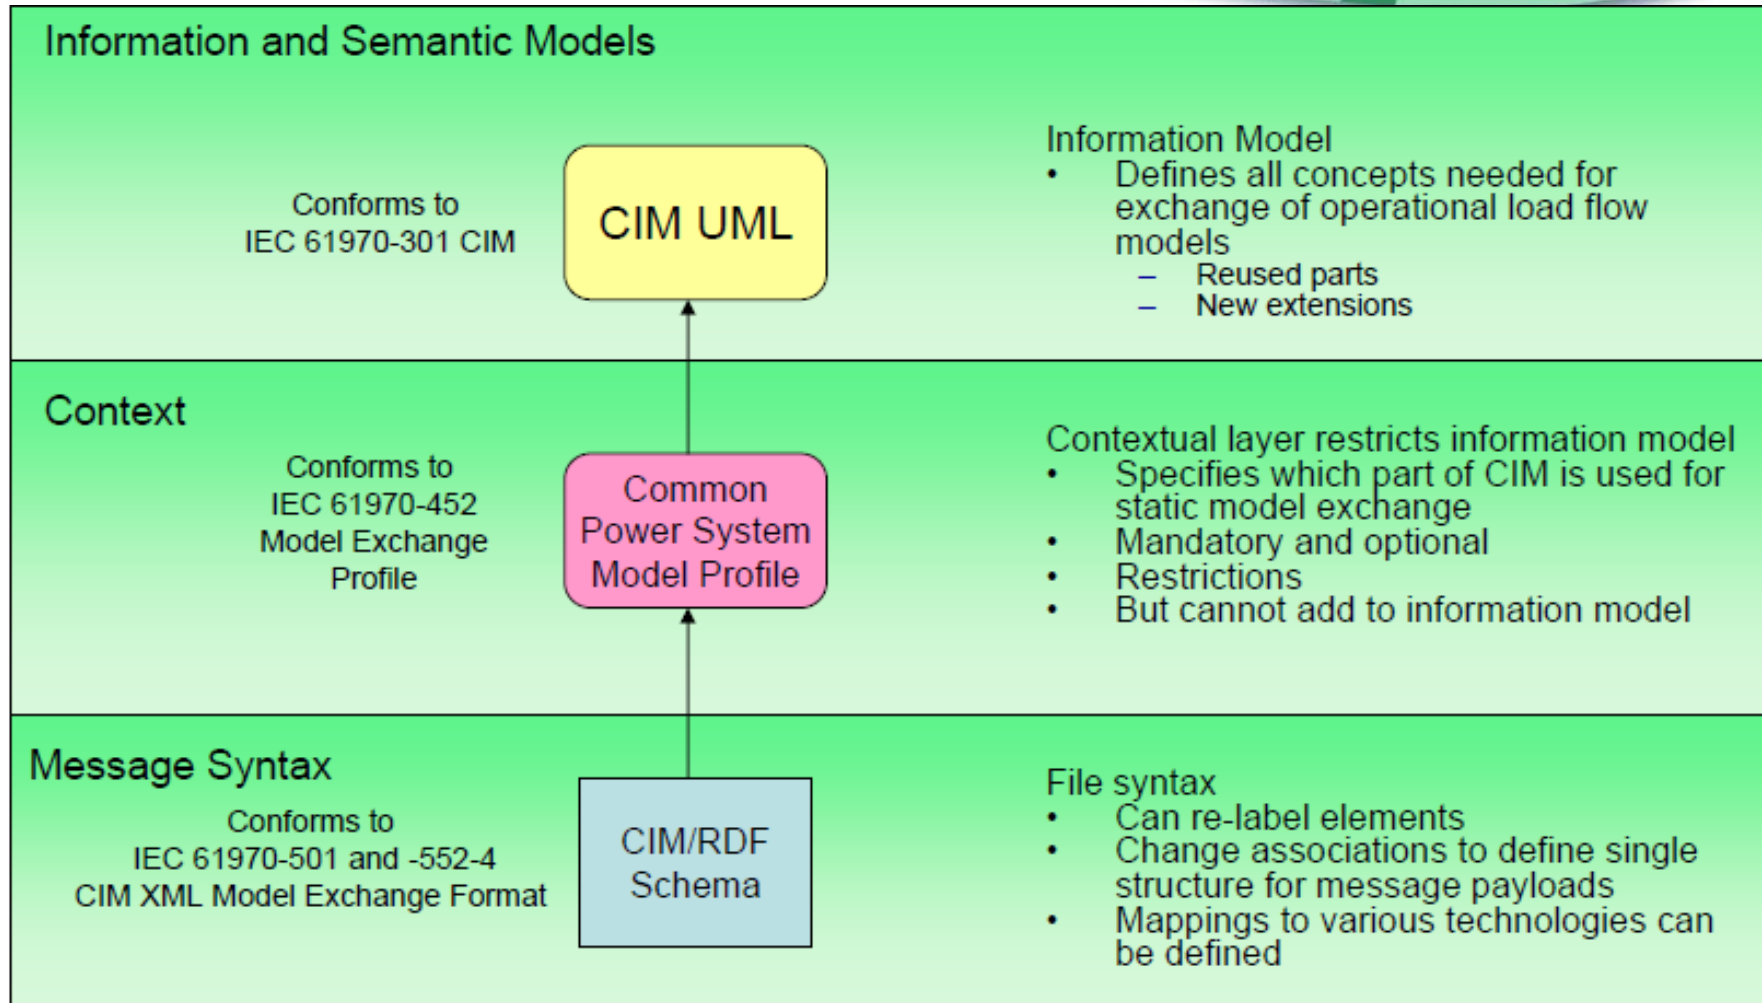 Information and Semantic Models
Conforms to
IEC 61970-301 CIM
CIM UML
Information Model
• Defines all concepts needed for
exchange of operational load flow
models
– Reused parts
– New extensions
Context
Conforms to
IEC 61970-452
Model Exchange
Profile
Common
Power System
Model Profile
Contextual layer restricts information model
• Specifies which part of CIM is used for
static model exchange
• Mandatory and optional
• Restrictions
• But cannot add to information model
Message Syntax
Conforms to
IEC 61970-501 and -552-4
CIM XML Model Exchange Format
CIM/RDF
Schema
File syntax
• Can re-label elements
• Change associations to define single
structure for message payloads
• Mappings to various technologies can
be defined